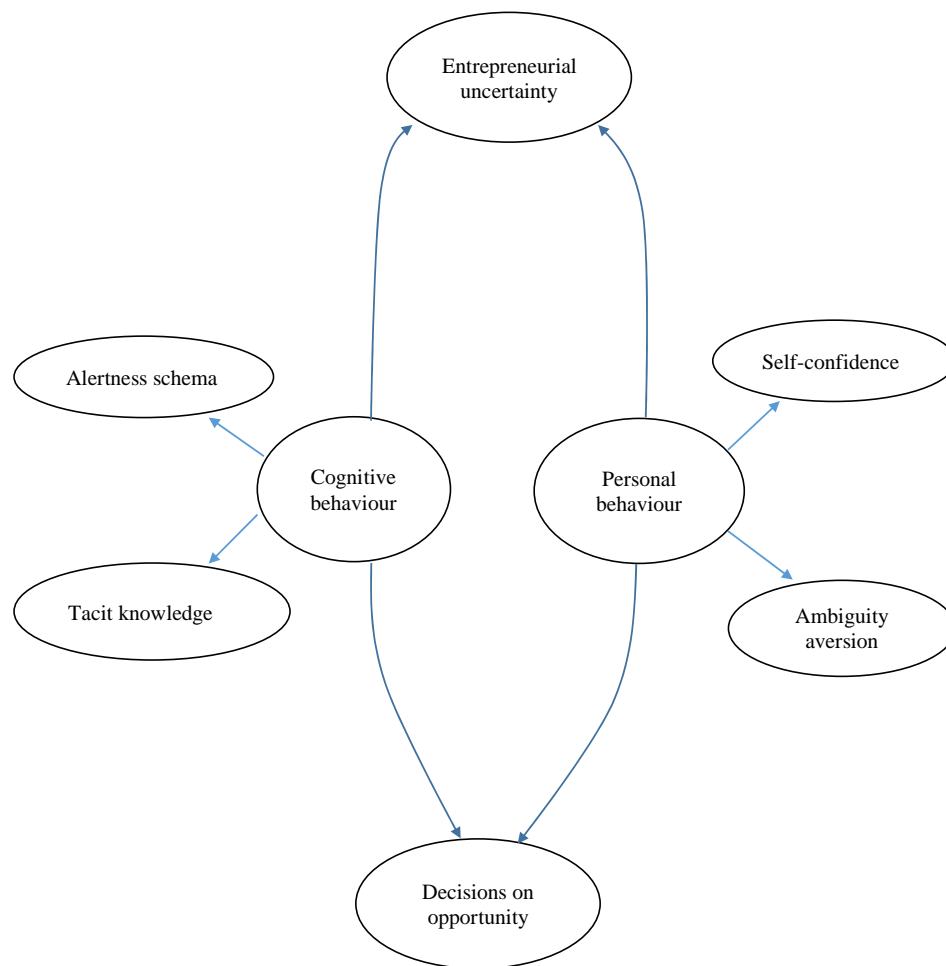 Entrepreneurial
uncertainty
Alertness schema
Self-confidence
Cognitive
behaviour
Personal
behaviour
Tacit knowledge
Ambiguity
aversion
Decisions on
opportunity